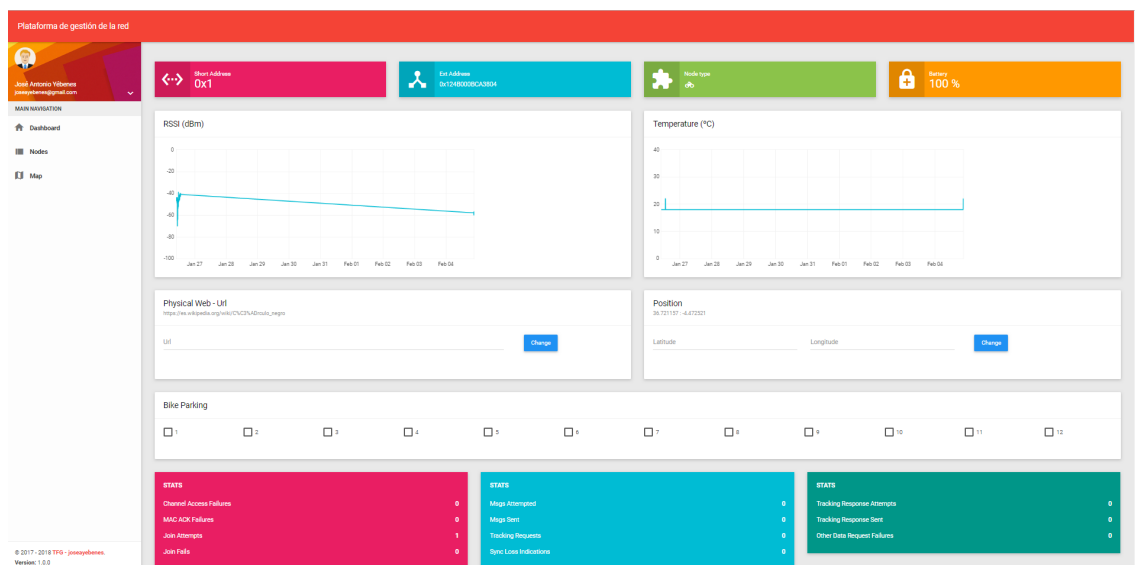 Plataforma de gestión de la red
José Antonio Yébenes
joseayebenes@gmail.com
MAIN NAVIGATION
Dashboard
Nodes
Map
© 2017 - 2018 TFG - joseayebenes.
Version: 1.0.0
Short Address
0x1
Ext Address
0x124B000BCA3804
Node type
Battery
100 %
RSSI (dBm)
0
-20
-40
-60
-80
-100
Jan 27 Jan 28 Jan 29 Jan 30 Jan 31 Feb 01 Feb 02 Feb 03 Feb 04
Temperature (ºC)
40
30
20
10
0
Jan 27 Jan 28 Jan 29 Jan 30 Jan 31 Feb 01 Feb 02 Feb 03 Feb 04
Physical Web - Url
https://es.wikipedia.org/wiki/C%C3%ADrculo_negro
Url
Change
Position
36.721157 : -4.472521
Latitude Longitude Change
Bike Parking
1 2 3 4 5 6 7 8 9 10 11 12
STATS
Channel Access Failures 0
MAC ACK Failures 0
Join Attempts 1
Join Fails 0
STATS
Msgs Attempted 0
Msgs Sent 0
Tracking Requests 0
Sync Loss Indications 0
STATS
Tracking Response Attempts 0
Tracking Response Sent 0
Other Data Request Failures 0